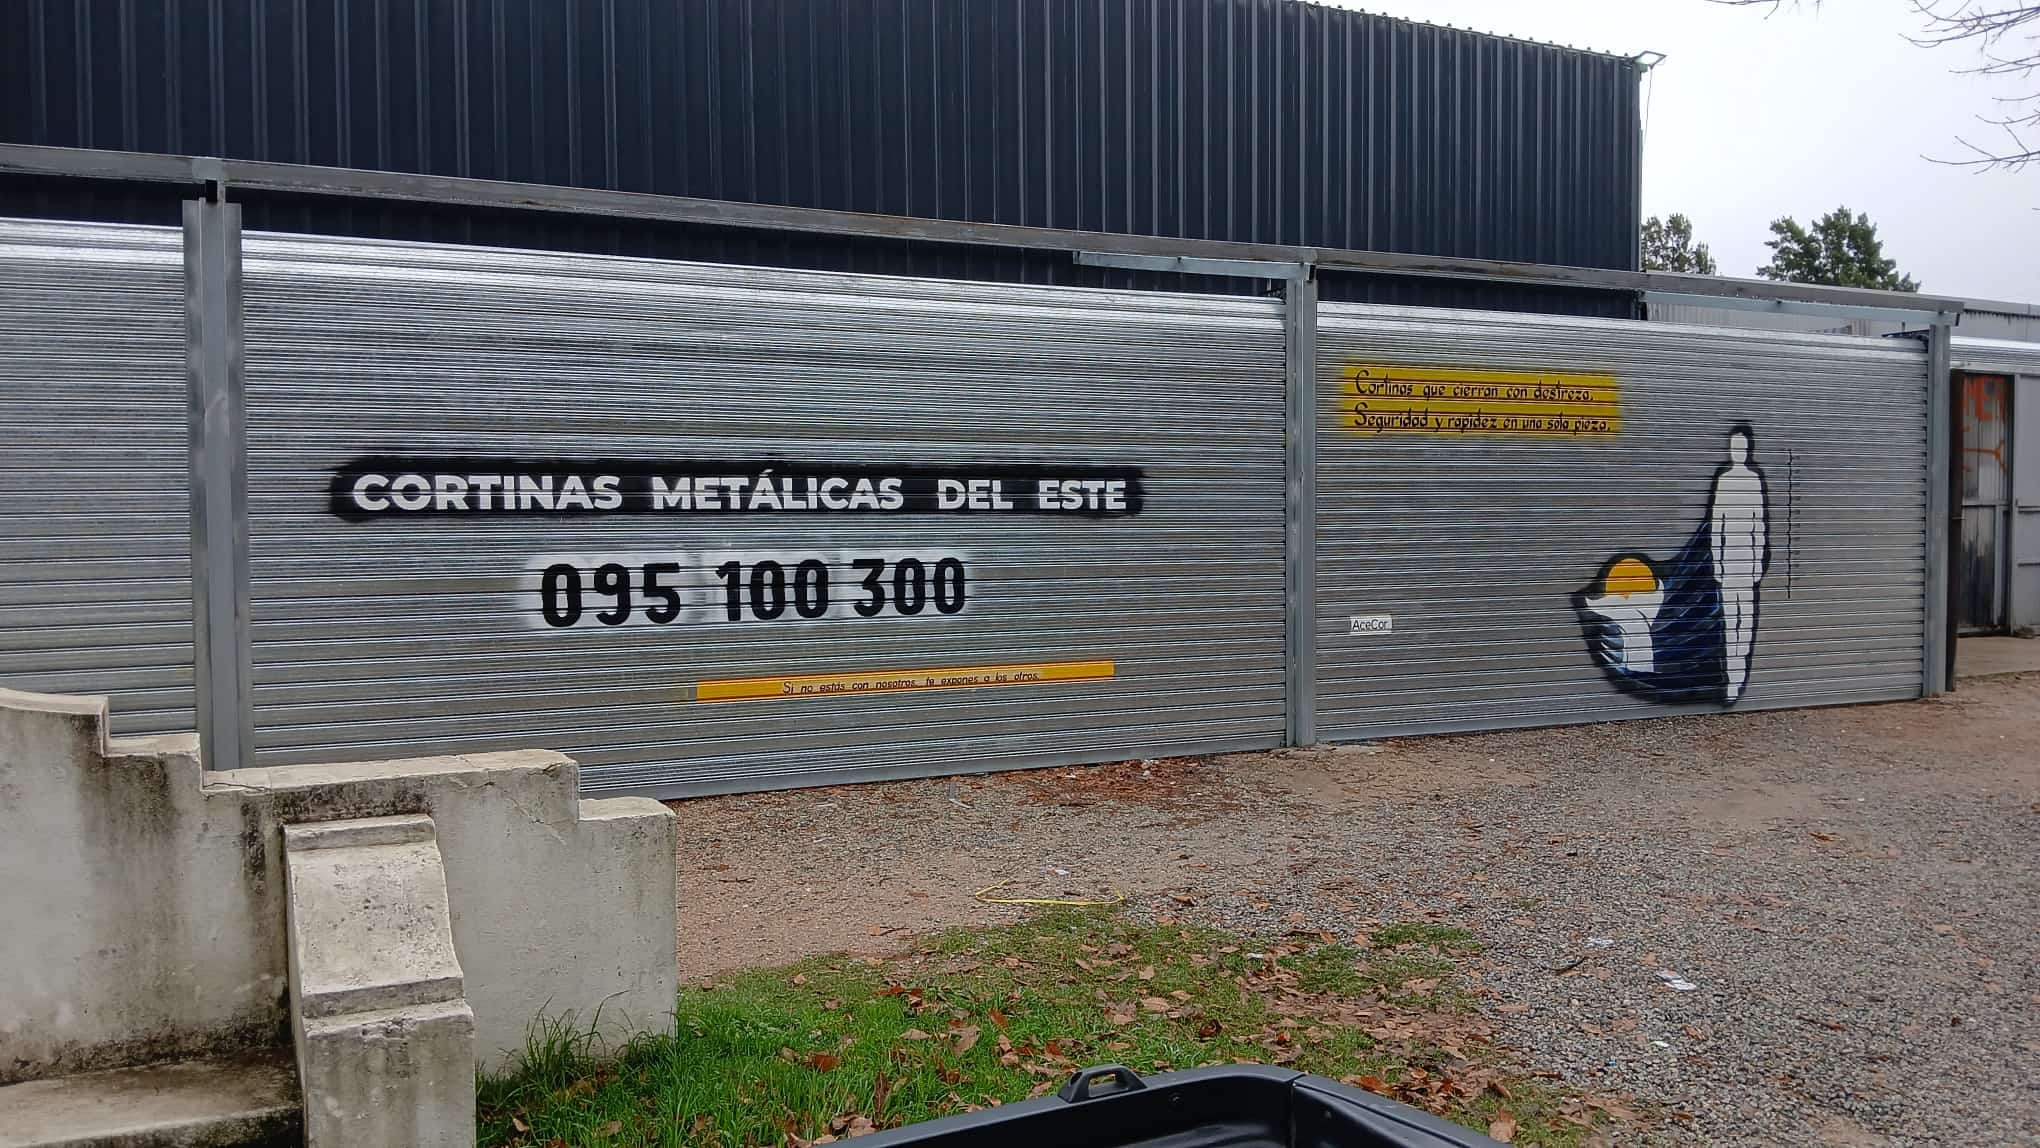 CORTINAS METÁLICAS DEL ESTE
095 100 300
Si no estás con nosotros, te expones a los otros.
Cortinas que cierran con destreza.
Seguridad y rapidez en una sola pieza.
AceCor